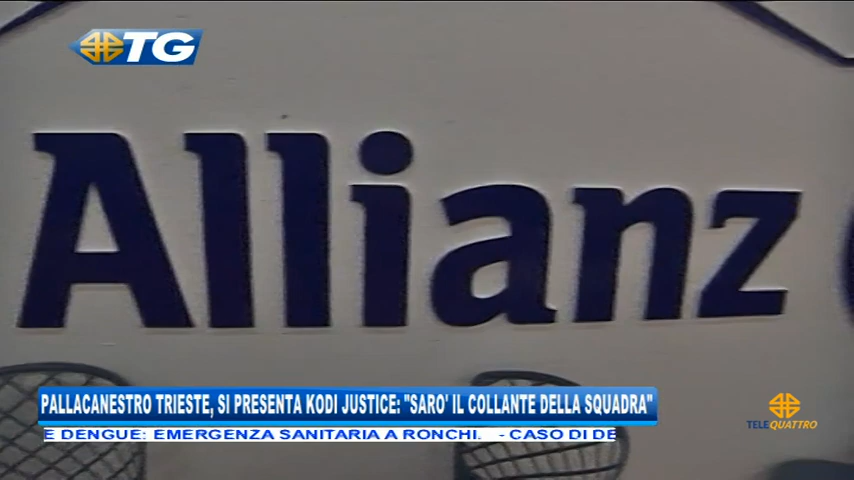 TG
Allianz
PALLACANESTRO TRIESTE, SI PRESENTA KODI JUSTICE: "SARO' IL COLLANTE DELLA SQUADRA"
E DENGUE: EMERGENZA SANITARIA A RONCHI. - CASO DI DE
TELEQUATTRO